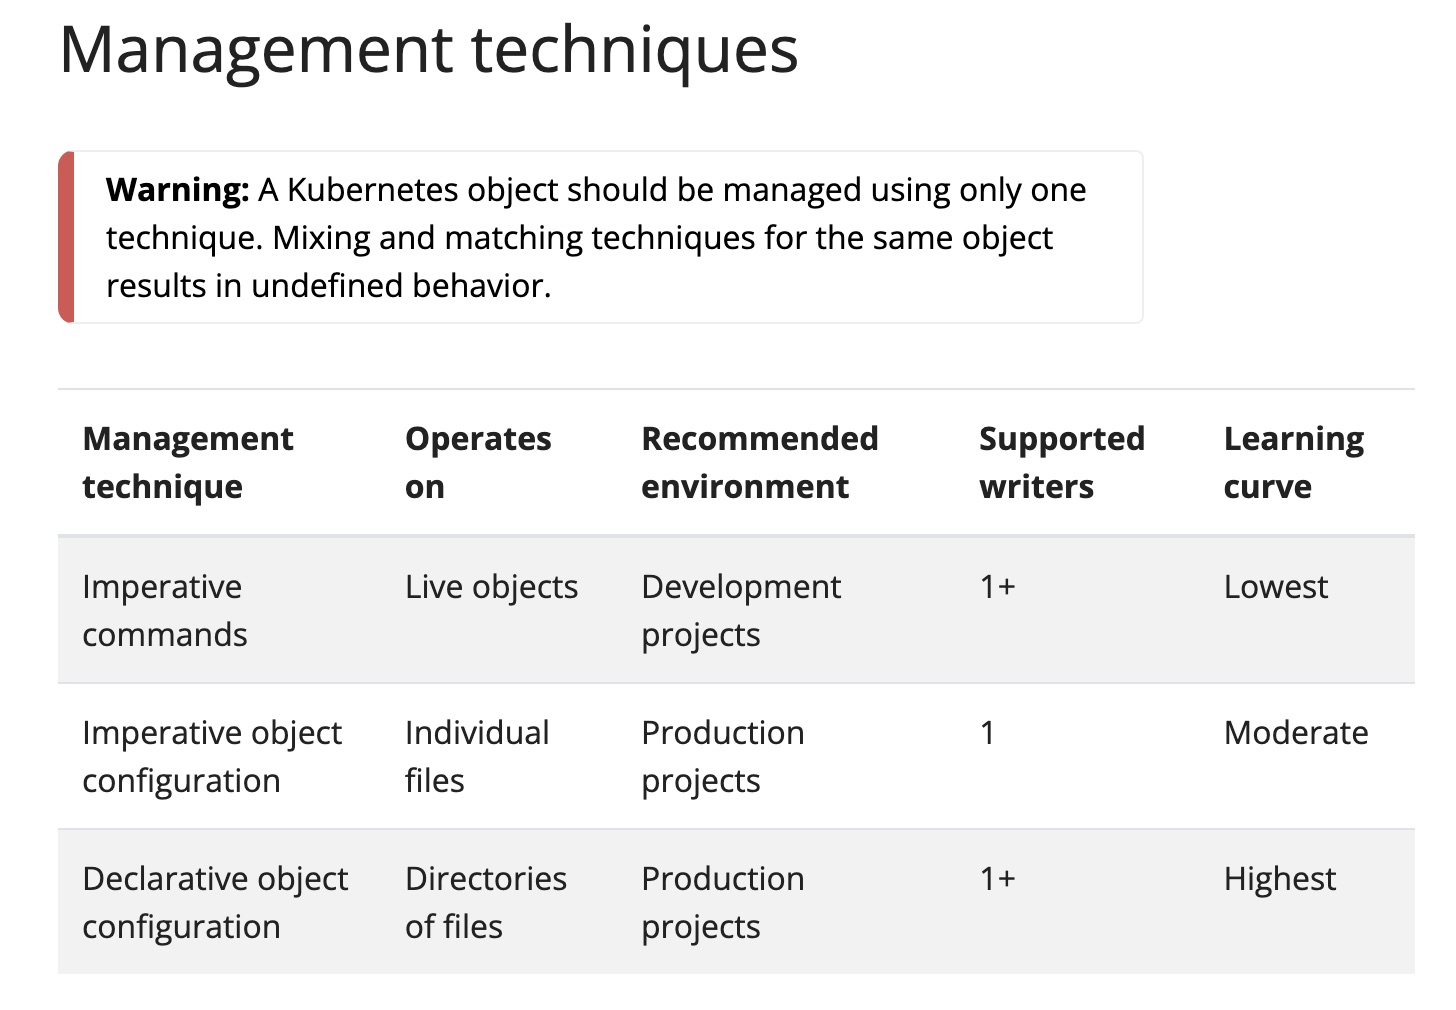 Management techniques
Warning: A Kubernetes object should be managed using only one
technique. Mixing and matching techniques for the same object
results in undefined behavior.
Management technique Operates on Recommended environment Supported writers Learning curve
Imperative commands Live objects Development projects 1+ Lowest
Imperative object configuration Individual files Production projects 1 Moderate
Declarative object configuration Directories of files Production projects 1+ Highest